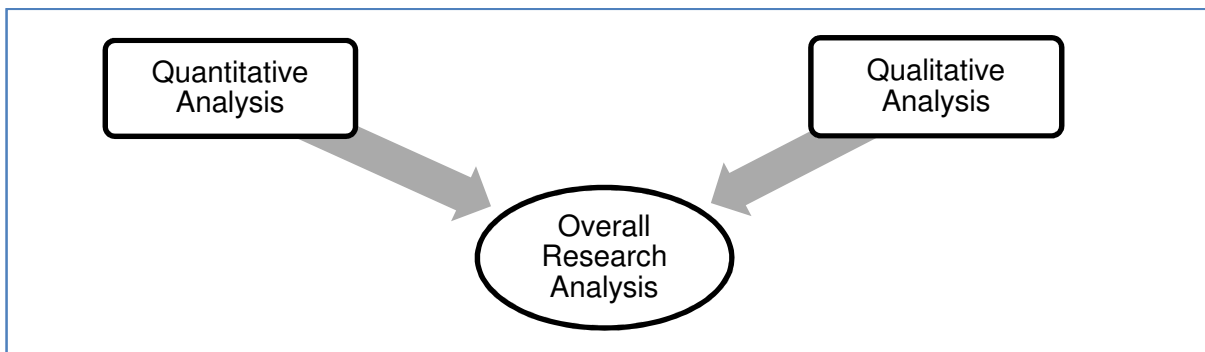 Quantitative
Analysis
Qualitative
Analysis
Overall
Research
Analysis